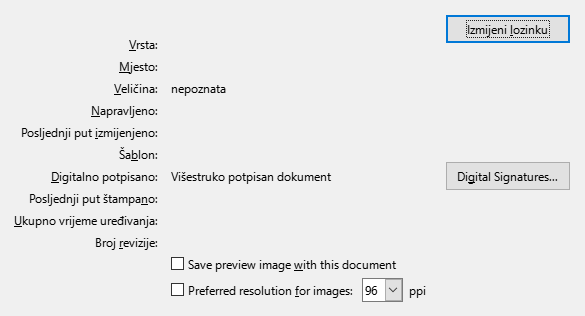 Izmijeni lozinku
Vrsta:
Mjesto:
Veličina: nepoznata
Napravljeno:
Posljednji put izmijenjeno:
Šablon:
Digitalno potpisano: Višestruko potpisan dokument Digital Signatures...
Posljednji put štampano:
Ukupno vrijeme uređivanja:
Broj revizije:
Save preview image with this document
Preferred resolution for images: 96 ppi